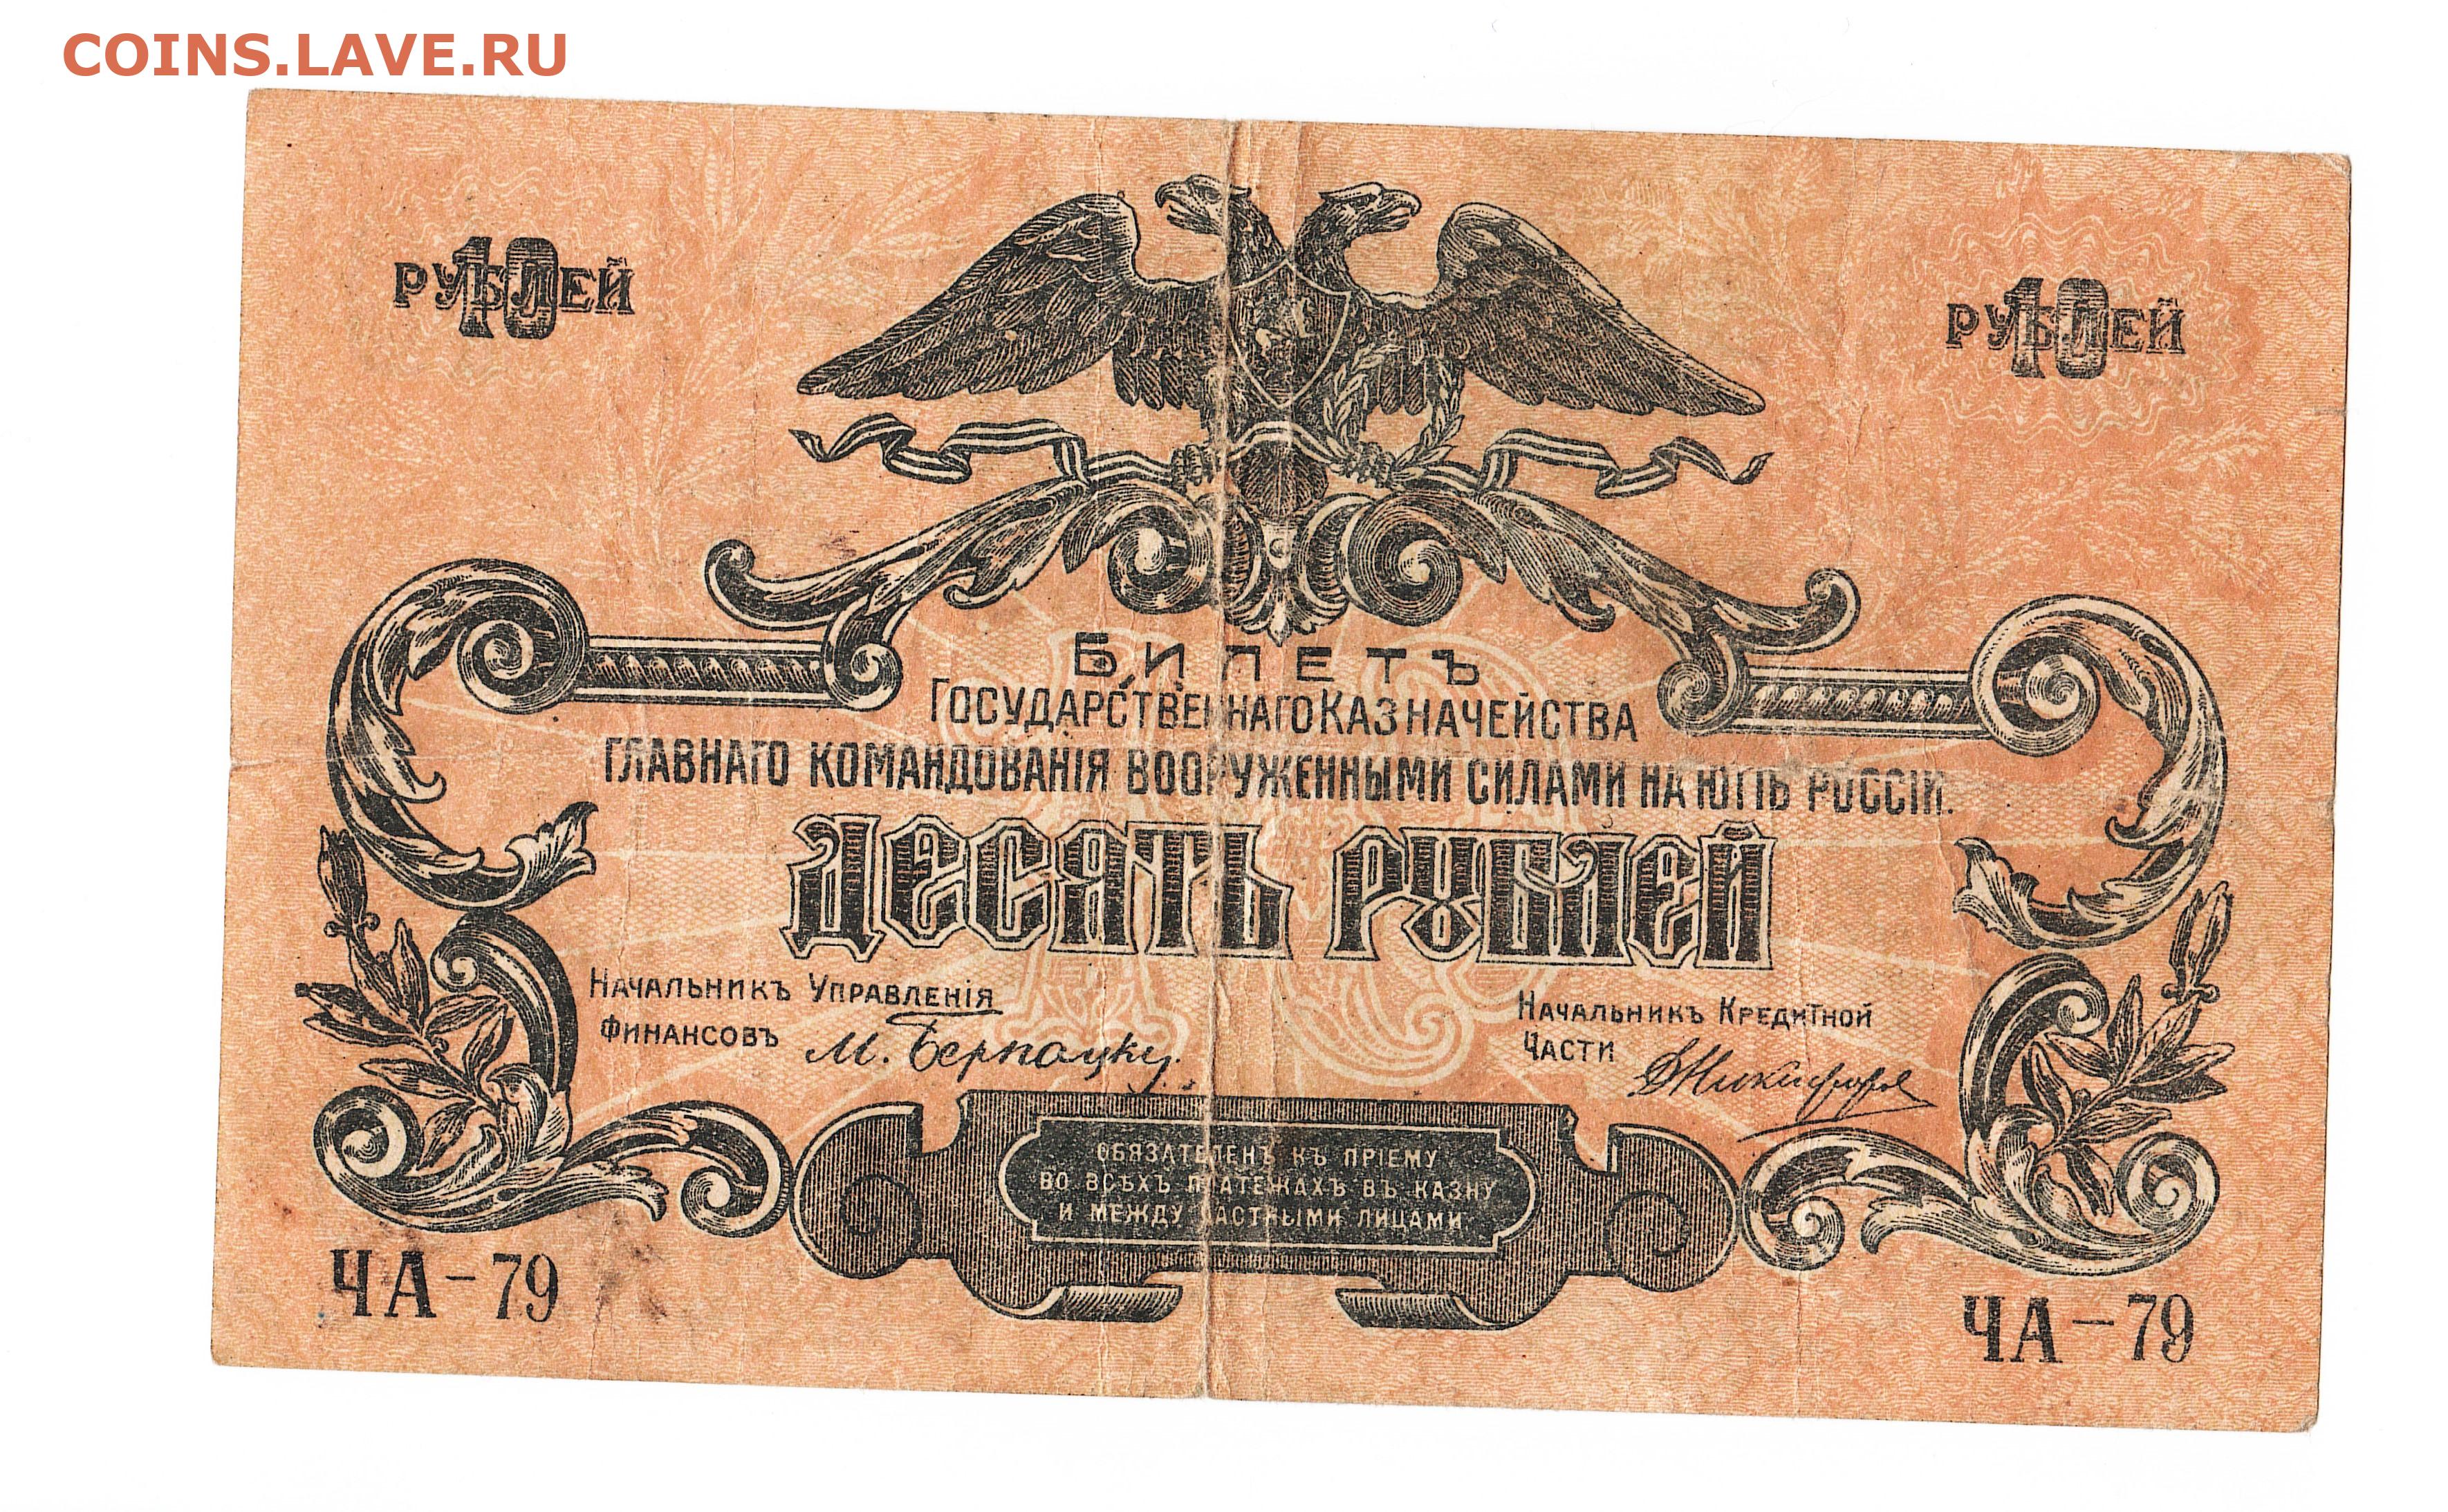 COINS.LAVE.RU
10 РУБЛЕЙ
10 РУБЛЕЙ
БИЛЕТЪ
ГОСУДАРСТВЕННАГО КАЗНАЧЕЙСТВА
ГЛАВНАГО КОМАНДОВАНІЯ ВООРУЖЕННЫМИ СИЛАМИ НА ЮГѢ РОССІИ.
ДЕСЯТЬ РУБЛЕЙ
НАЧАЛЬНИКЪ УПРАВЛЕНІЯ
ФИНАНСОВЪ М. Бернацкий.
НАЧАЛЬНИКЪ КРЕДИТНОЙ
ЧАСТИ
ОБЯЗАТЕЛЕНЪ КЪ ПРІЕМУ
ВО ВСѢХЪ ПЛАТЕЖАХЪ ВЪ КАЗНУ
И МЕЖДУ ЧАСТНЫМИ ЛИЦАМИ
ЧА-79
ЧА-79